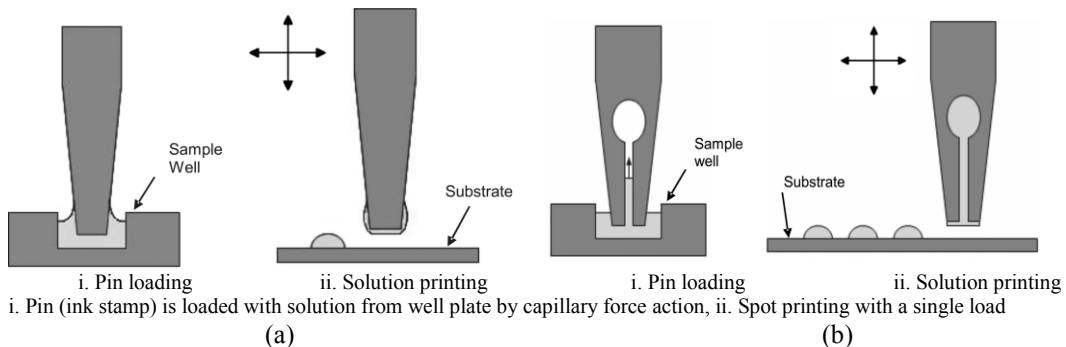 Sample
Well
Substrate
Sample
well
Substrate
i. Pin loading
ii. Solution printing
i. Pin loading
ii. Solution printing
i. Pin (ink stamp) is loaded with solution from well plate by capillary force action, ii. Spot printing with a single load
(a)
(b)